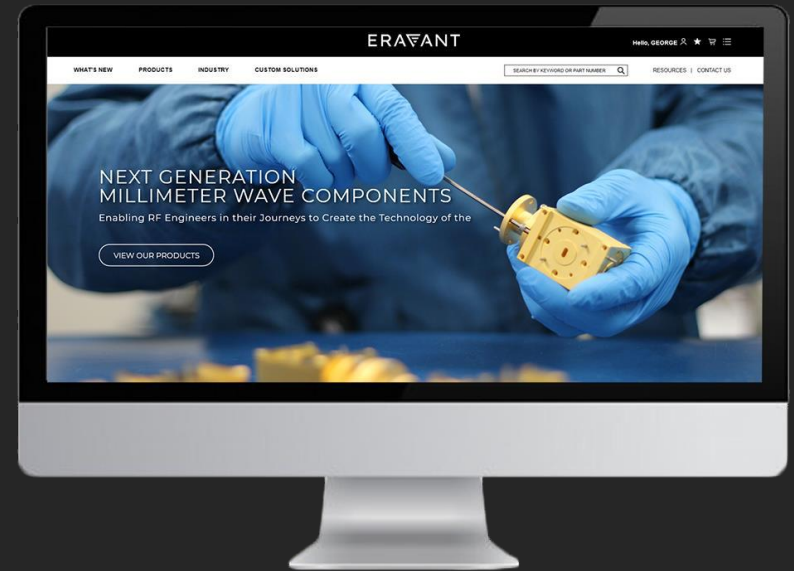 ERAVANT
Hello, GEORGE
WHAT'S NEW PRODUCTS INDUSTRY CUSTOM SOLUTIONS SEARCH BY KEYWORD OR PART NUMBER RESOURCES | CONTACT US
NEXT GENERATION
MILLIMETER WAVE COMPONENTS
Enabling RF Engineers in their Journeys to Create the Technology of the
VIEW OUR PRODUCTS